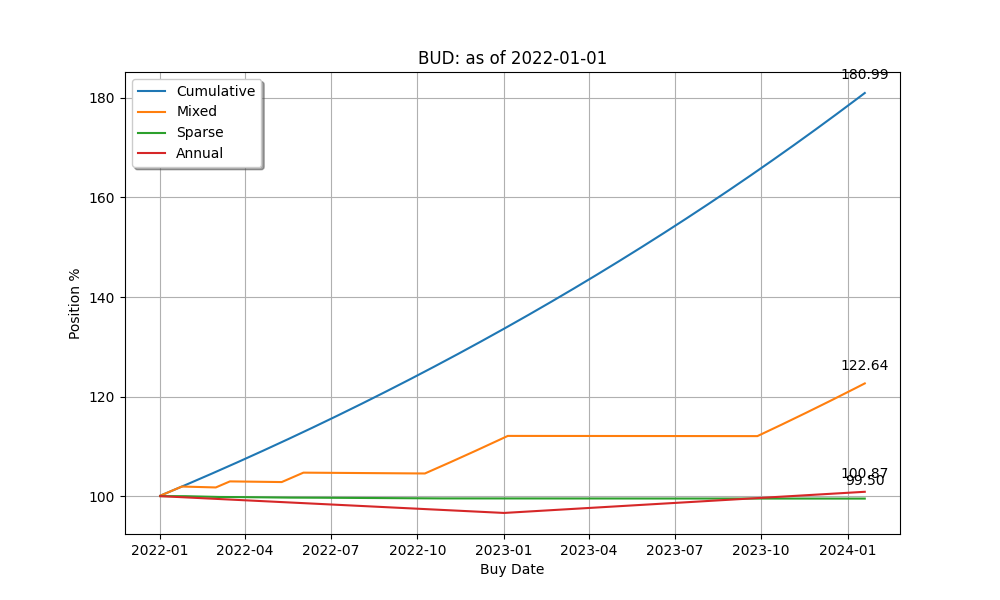 BUD: as of 2022-01-01
Cumulative
Mixed
Sparse
Annual
180.99
122.64
100.87
99.50
180
160
140
120
100
Position %
2022-01 2022-04 2022-07 2022-10 2023-01 2023-04 2023-07 2023-10 2024-01
Buy Date